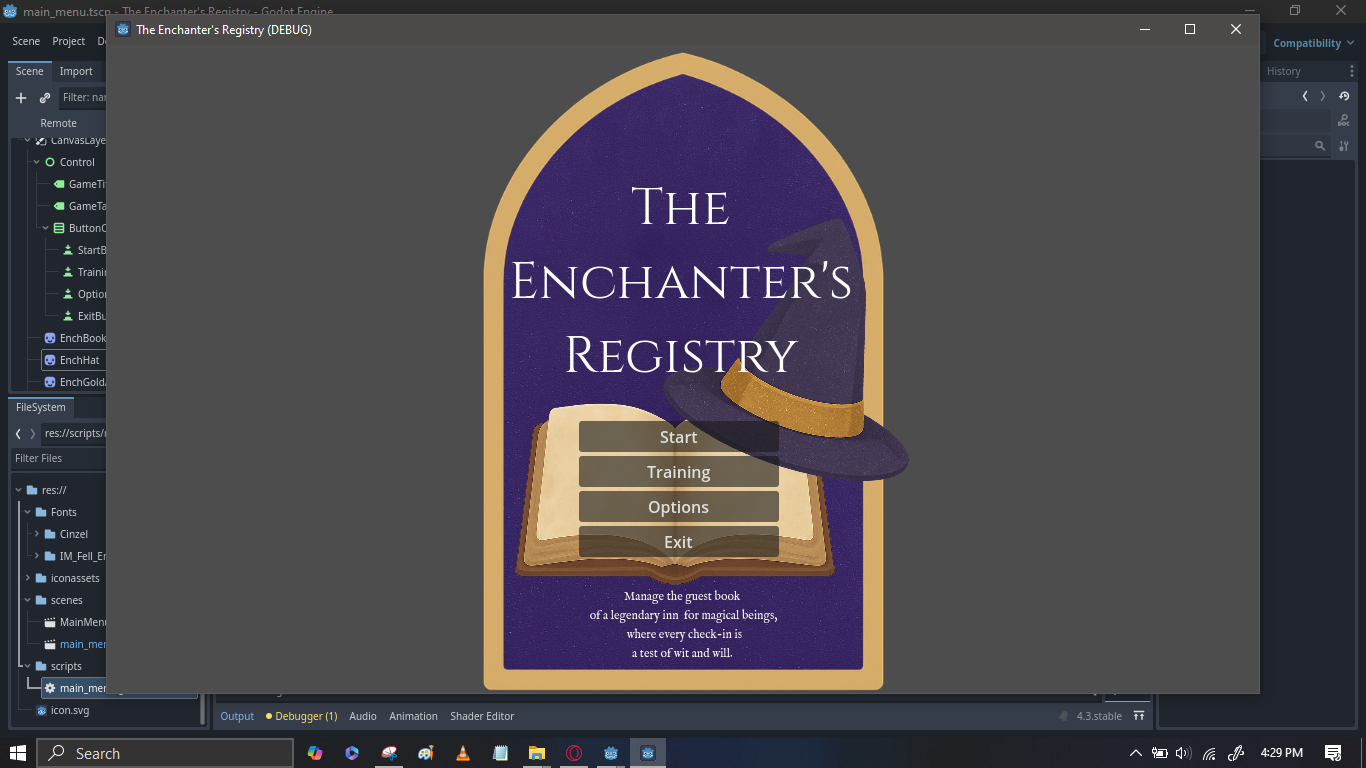 main_menu.tscn - The Enchanter's Registry - Godot Engine
The Enchanter's Registry (DEBUG)
Scene Project
Compatibility
Scene Import
History
Filter:
Remote
Control
EnchBook
EnchHat
FileSystem
res://scripts/
Filter Files
res://
Fonts
Cinzel
iconassets
scenes
scripts
icon.svg
The
Enchanter's
Registry
Start
Training
Options
Exit
Manage the guest book
of a legendary inn for magical beings,
where every check-in is
a test of wit and will.
Output Debugger (1) Audio Animation Shader Editor 4.3.stable
Search
4:29 PM